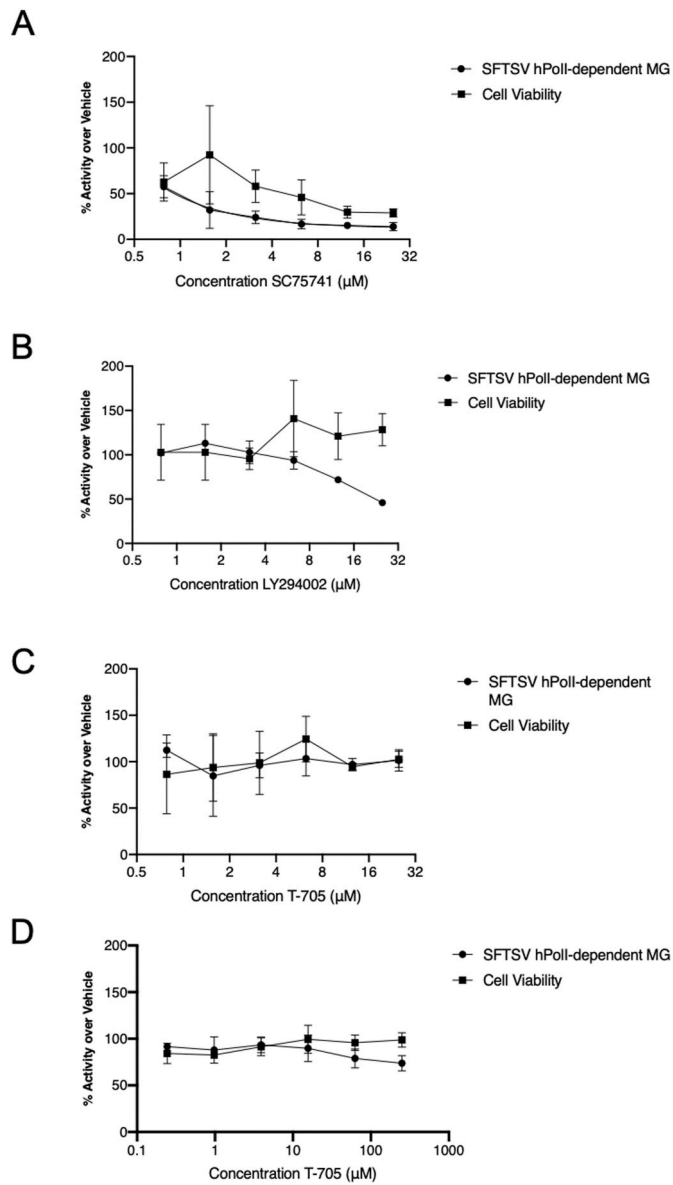 A
% Activity over Vehicle
200
150
100
50
0
0.5 1 2 4 8 16 32
Concentration SC75741 (µM)
SFTSV hPolI-dependent MG
Cell Viability
B
% Activity over Vehicle
200
150
100
50
0
0.5 1 2 4 8 16 32
Concentration LY294002 (µM)
SFTSV hPolI-dependent MG
Cell Viability
C
% Activity over Vehicle
200
150
100
50
0
0.5 1 2 4 8 16 32
Concentration T-705 (µM)
SFTSV hPolI-dependent
MG
Cell Viability
D
% Activity over Vehicle
200
150
100
50
0
0.1 1 10 100 1000
Concentration T-705 (µM)
SFTSV hPolI-dependent MG
Cell Viability